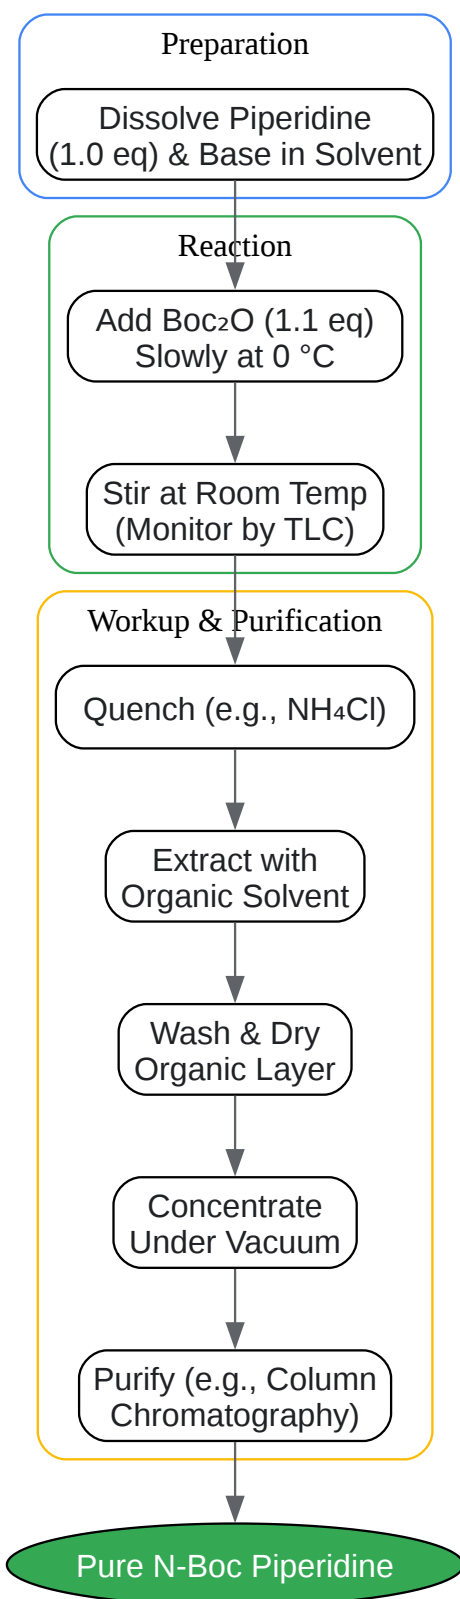 Preparation
Dissolve Piperidine
(1.0 eq) & Base in Solvent
Reaction
Add Boc₂O (1.1 eq)
Slowly at 0 °C
Stir at Room Temp
(Monitor by TLC)
Workup & Purification
Quench (e.g., NH₄Cl)
Extract with
Organic Solvent
Wash & Dry
Organic Layer
Concentrate
Under Vacuum
Purify (e.g., Column
Chromatography)
Pure N-Boc Piperidine